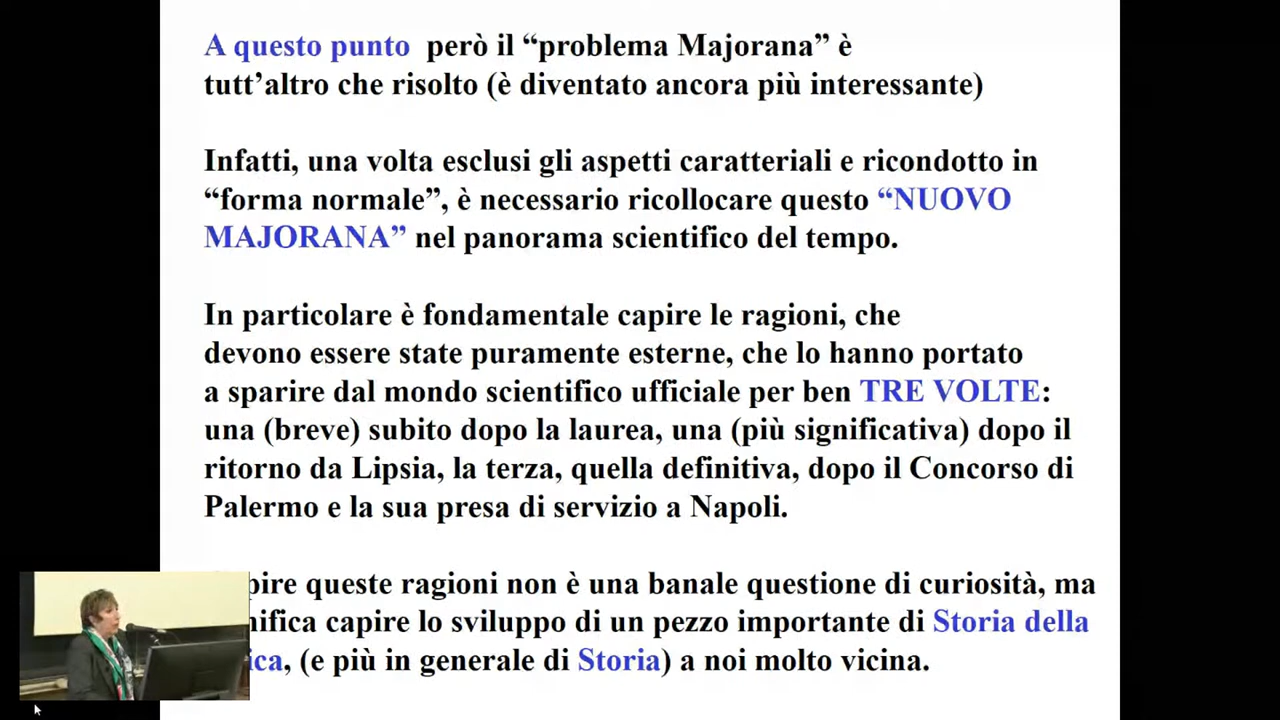 A questo punto però il “problema Majorana” è
tutt’altro che risolto (è diventato ancora più interessante)
Infatti, una volta esclusi gli aspetti caratteriali e ricondotto in
“forma normale”, è necessario ricollocare questo “NUOVO
MAJORANA” nel panorama scientifico del tempo.
In particolare è fondamentale capire le ragioni, che
devono essere state puramente esterne, che lo hanno portato
a sparire dal mondo scientifico ufficiale per ben TRE VOLTE:
una (breve) subito dopo la laurea, una (più significativa) dopo il
ritorno da Lipsia, la terza, quella definitiva, dopo il Concorso di
Palermo e la sua presa di servizio a Napoli.
queste ragioni non è una banale questione di curiosità, ma
capire lo sviluppo di un pezzo importante di Storia della
(e più in generale di Storia) a noi molto vicina.